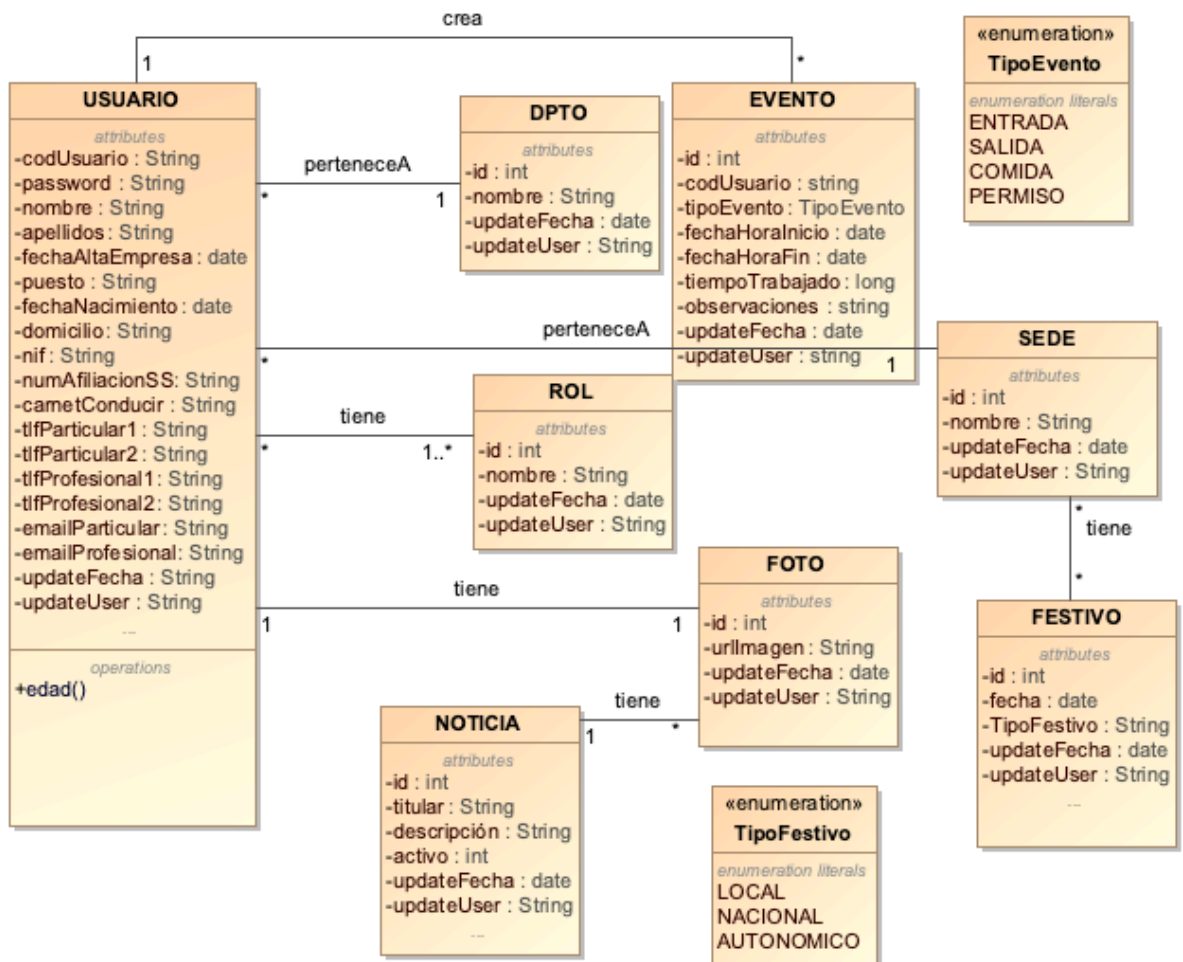 crea
1
*
USUARIO
attributes
-codUsuario : String
-password : String
-nombre : String
-apellidos : String
-fechaAltaEmpresa : date
-puesto : String
-fechaNacimiento : date
-domicilio : String
-nif : String
-numAfiliacionSS: String
-carnetConducir : String
-tlfParticular1 : String
-tlfParticular2 : String
-tlfProfesional1 : String
-tlfProfesional2 : String
-emailParticular : String
-emailProfesional: String
-updateFecha : String
-updateUser : String
...
operations
+edad()
perteneceA
*
1
DPTO
attributes
-id : int
-nombre : String
-updateFecha : date
-updateUser : String
EVENTO
attributes
-id : int
-codUsuario : string
-tipoEvento : TipoEvento
-fechaHoraInicio : date
-fechaHoraFin : date
-tiempoTrabajado : long
-observaciones : string
-updateFecha : date
-updateUser : string
«enumeration»
TipoEvento
enumeration literals
ENTRADA
SALIDA
COMIDA
PERMISO
perteneceA
*
1
SEDE
attributes
-id : int
-nombre : String
-updateFecha : date
-updateUser : String
tiene
*
1..*
ROL
attributes
-id : int
-nombre : String
-updateFecha : date
-updateUser : String
*
tiene
*
tiene
1
1
FOTO
attributes
-id : int
-urlImagen : String
-updateFecha : date
-updateUser : String
FESTIVO
attributes
-id : int
-fecha : date
-TipoFestivo : String
-updateFecha : date
-updateUser : String
...
tiene
1
*
NOTICIA
attributes
-id : int
-titular : String
-descripción : String
-activo : int
-updateFecha : date
-updateUser : String
...
«enumeration»
TipoFestivo
enumeration literals
LOCAL
NACIONAL
AUTONOMICO